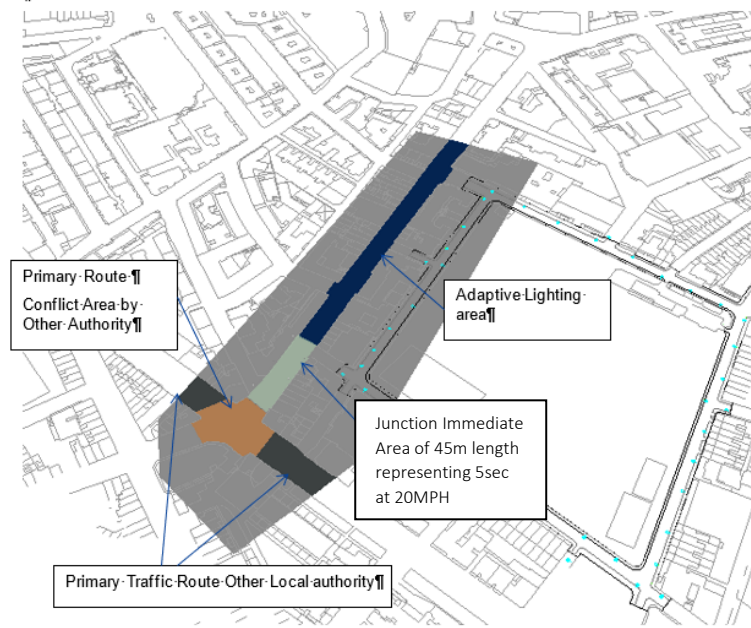 Primary·Route·¶
Conflict·Area·by·
Other·Authority¶
Adaptive·Lighting·
area¶
Junction Immediate
Area of 45m length
representing 5sec
at 20MPH
Primary·Traffic·Route·Other·Local·authority¶